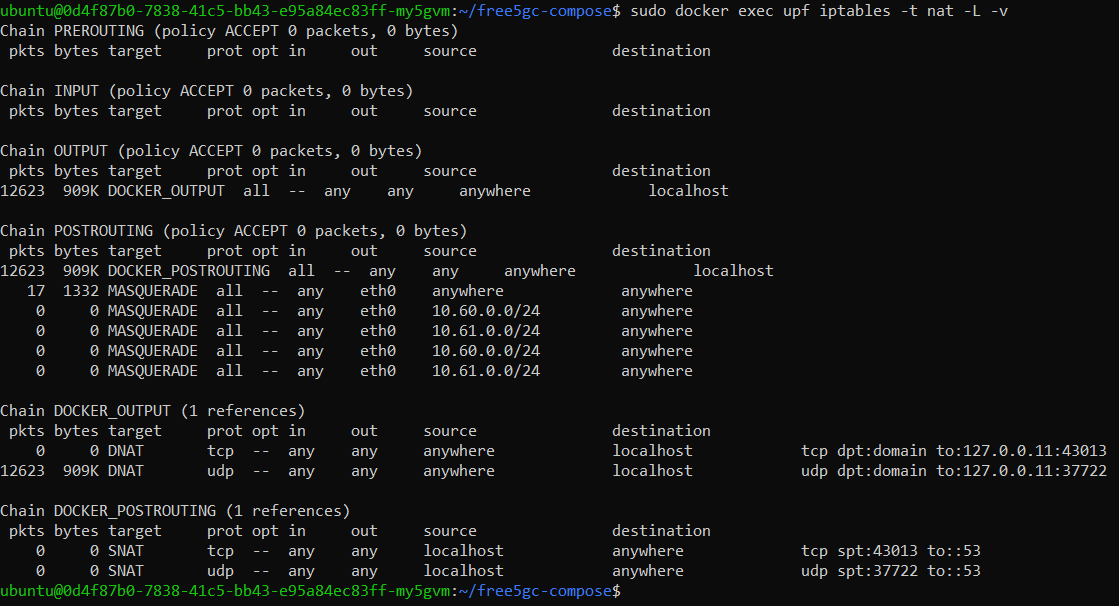 ubuntu@0d4f87b0-7838-41c5-bb43-e95a84ec83ff-my5gvm:~/free5gc-compose$ sudo docker exec upf iptables -t nat -L -v
Chain PREROUTING (policy ACCEPT 0 packets, 0 bytes)
 pkts bytes target     prot opt in     out     source               destination

Chain INPUT (policy ACCEPT 0 packets, 0 bytes)
 pkts bytes target     prot opt in     out     source               destination

Chain OUTPUT (policy ACCEPT 0 packets, 0 bytes)
 pkts bytes target     prot opt in     out     source               destination
12623  909K DOCKER_OUTPUT  all  --  any    any     anywhere             localhost

Chain POSTROUTING (policy ACCEPT 0 packets, 0 bytes)
 pkts bytes target     prot opt in     out     source               destination
12623  909K DOCKER_POSTROUTING  all  --  any    any     anywhere             localhost
   17  1332 MASQUERADE  all  --  any    eth0    anywhere             anywhere
    0     0 MASQUERADE  all  --  any    eth0    10.60.0.0/24         anywhere
    0     0 MASQUERADE  all  --  any    eth0    10.61.0.0/24         anywhere
    0     0 MASQUERADE  all  --  any    eth0    10.60.0.0/24         anywhere
    0     0 MASQUERADE  all  --  any    eth0    10.61.0.0/24         anywhere

Chain DOCKER_OUTPUT (1 references)
 pkts bytes target     prot opt in     out     source               destination
    0     0 DNAT       tcp  --  any    any     anywhere             localhost            tcp dpt:domain to:127.0.0.11:43013
12623  909K DNAT       udp  --  any    any     anywhere             localhost            udp dpt:domain to:127.0.0.11:37722

Chain DOCKER_POSTROUTING (1 references)
 pkts bytes target     prot opt in     out     source               destination
    0     0 SNAT       tcp  --  any    any     localhost            anywhere             tcp spt:43013 to::53
    0     0 SNAT       udp  --  any    any     localhost            anywhere             udp spt:37722 to::53
ubuntu@0d4f87b0-7838-41c5-bb43-e95a84ec83ff-my5gvm:~/free5gc-compose$